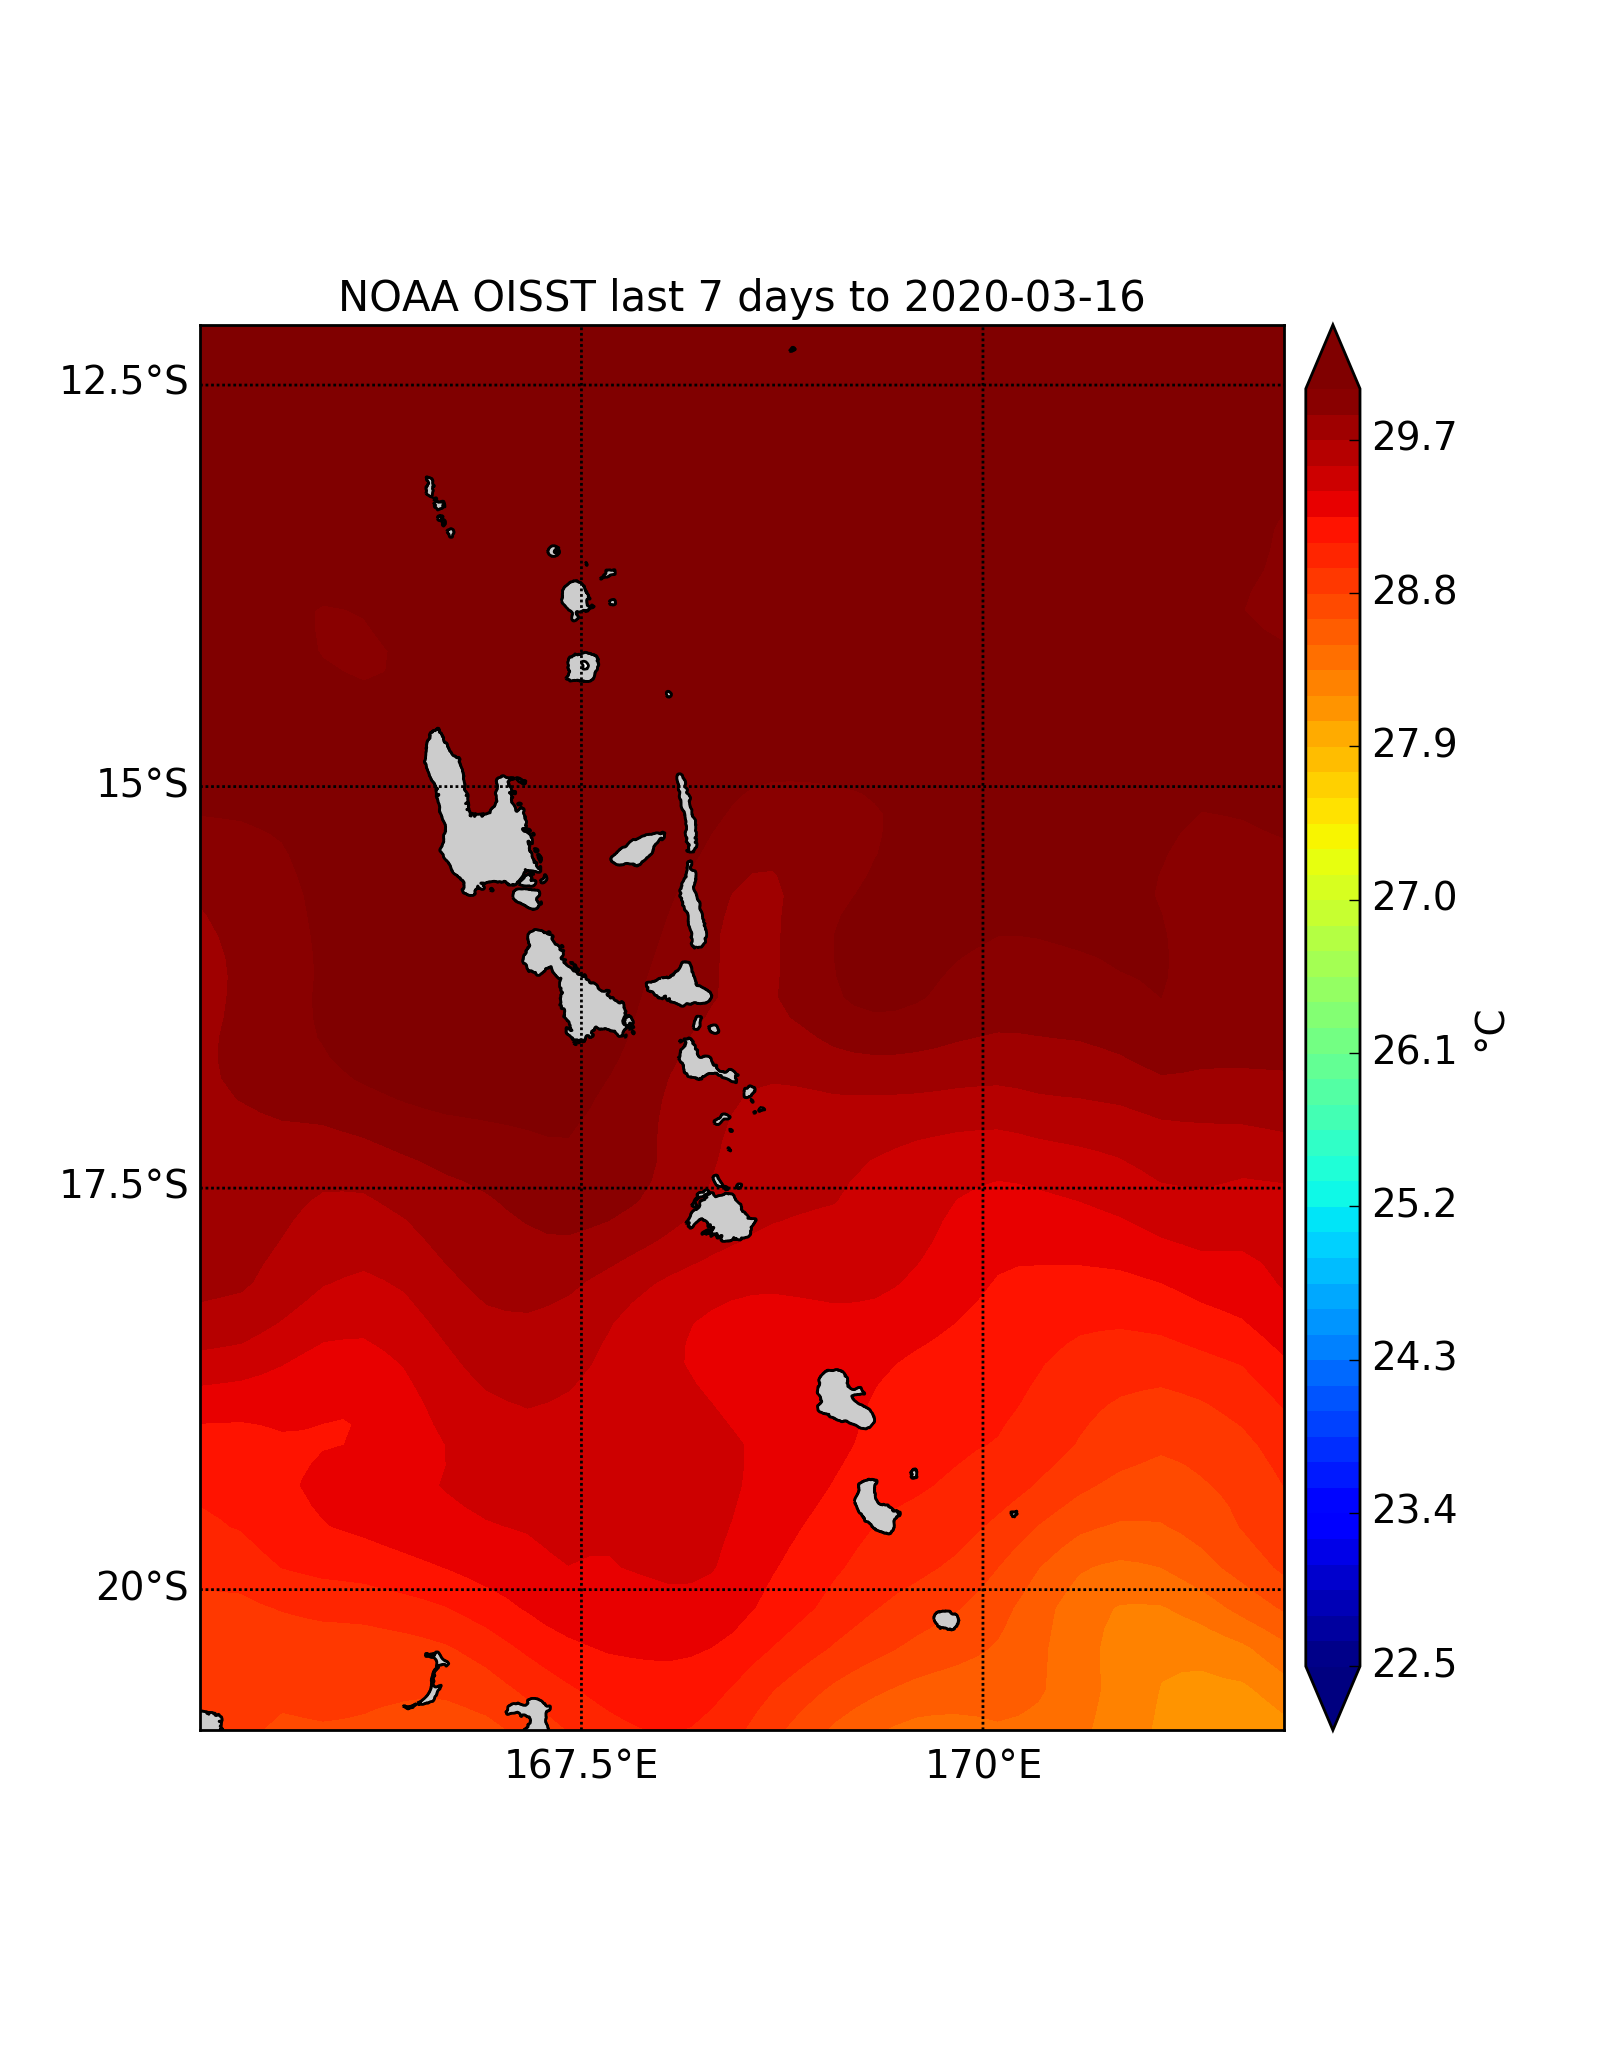 NOAA OISST last 7 days to 2020-03-16
12.5°S
15°S
17.5°S
20°S
167.5°E
170°E
29.7
28.8
27.9
27.0
26.1
25.2
24.3
23.4
22.5
°C